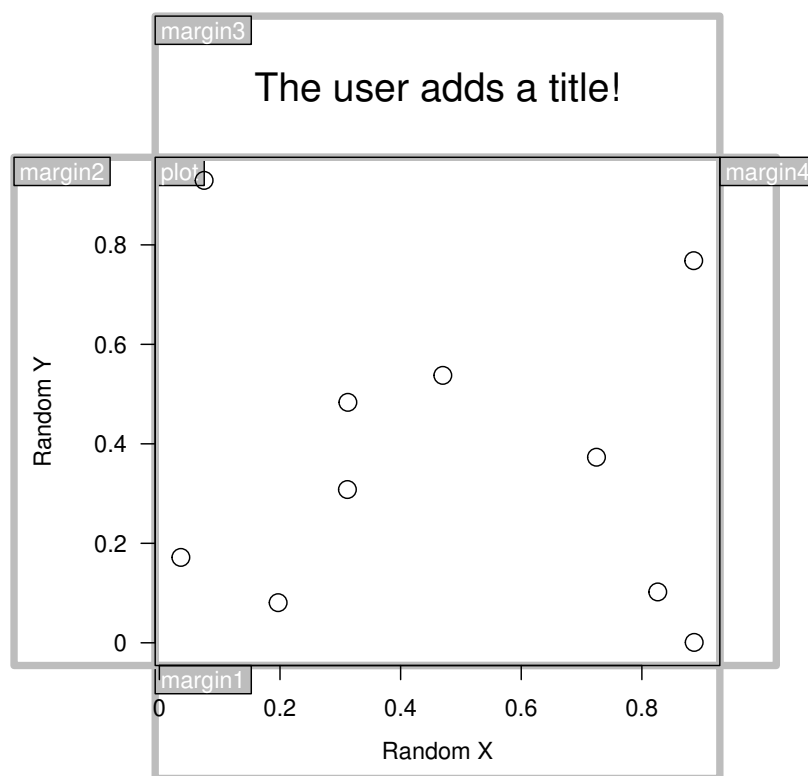 margin3
The user adds a title!
margin2
plot
margin4
0.8
0.6
0.4
0.2
0
Random Y
margin1
0
0.2
0.4
0.6
0.8
Random X